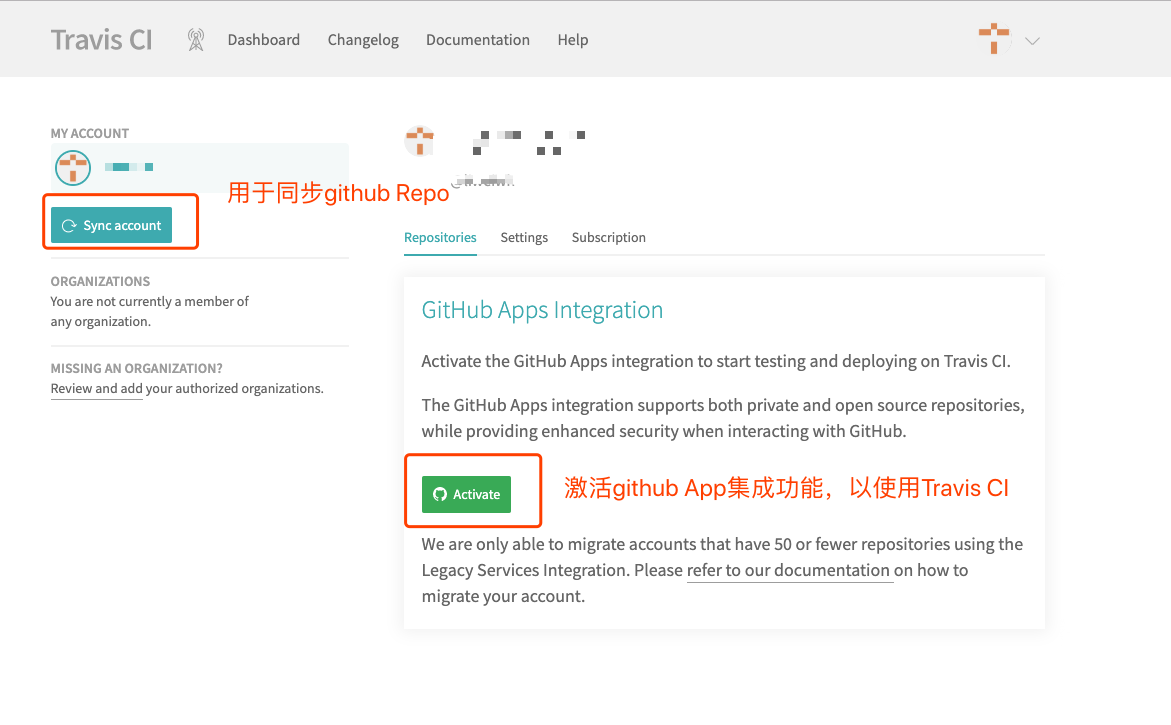 Travis CI
Dashboard
Changelog
Documentation
Help
MY ACCOUNT
用于同步github Repo
Sync account
ORGANIZATIONS
You are not currently a member of
any organization.
MISSING AN ORGANIZATION?
Review and add your authorized organizations.
Repositories
Settings
Subscription
GitHub Apps Integration
Activate the GitHub Apps integration to start testing and deploying on Travis CI.
The GitHub Apps integration supports both private and open source repositories,
while providing enhanced security when interacting with GitHub.
Activate
激活github App集成功能，以使用Travis CI
We are only able to migrate accounts that have 50 or fewer repositories using the
Legacy Services Integration. Please refer to our documentation on how to
migrate your account.